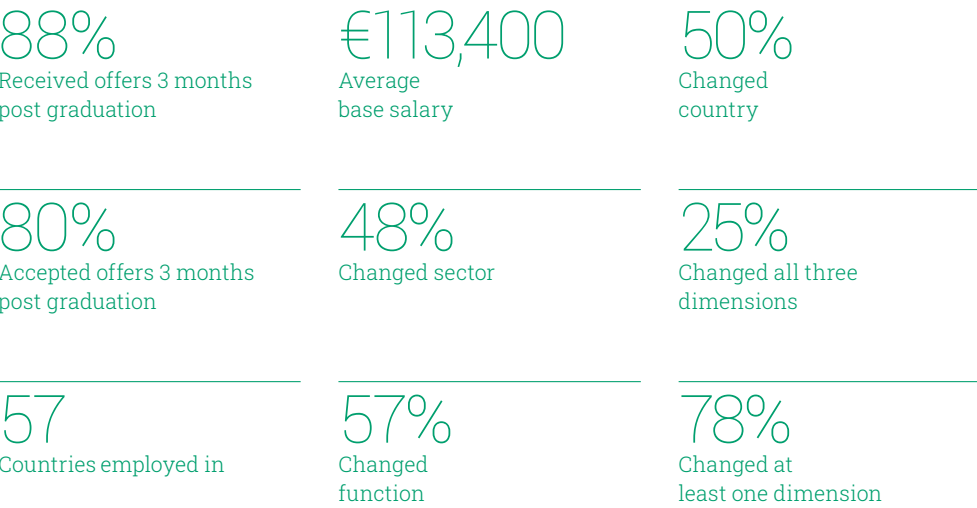 88%
Received offers 3 months
post graduation
€113,400
Average
base salary
50%
Changed
country
80%
Accepted offers 3 months
post graduation
48%
Changed sector
25%
Changed all three
dimensions
57
Countries employed in
57%
Changed
function
78%
Changed at
least one dimension